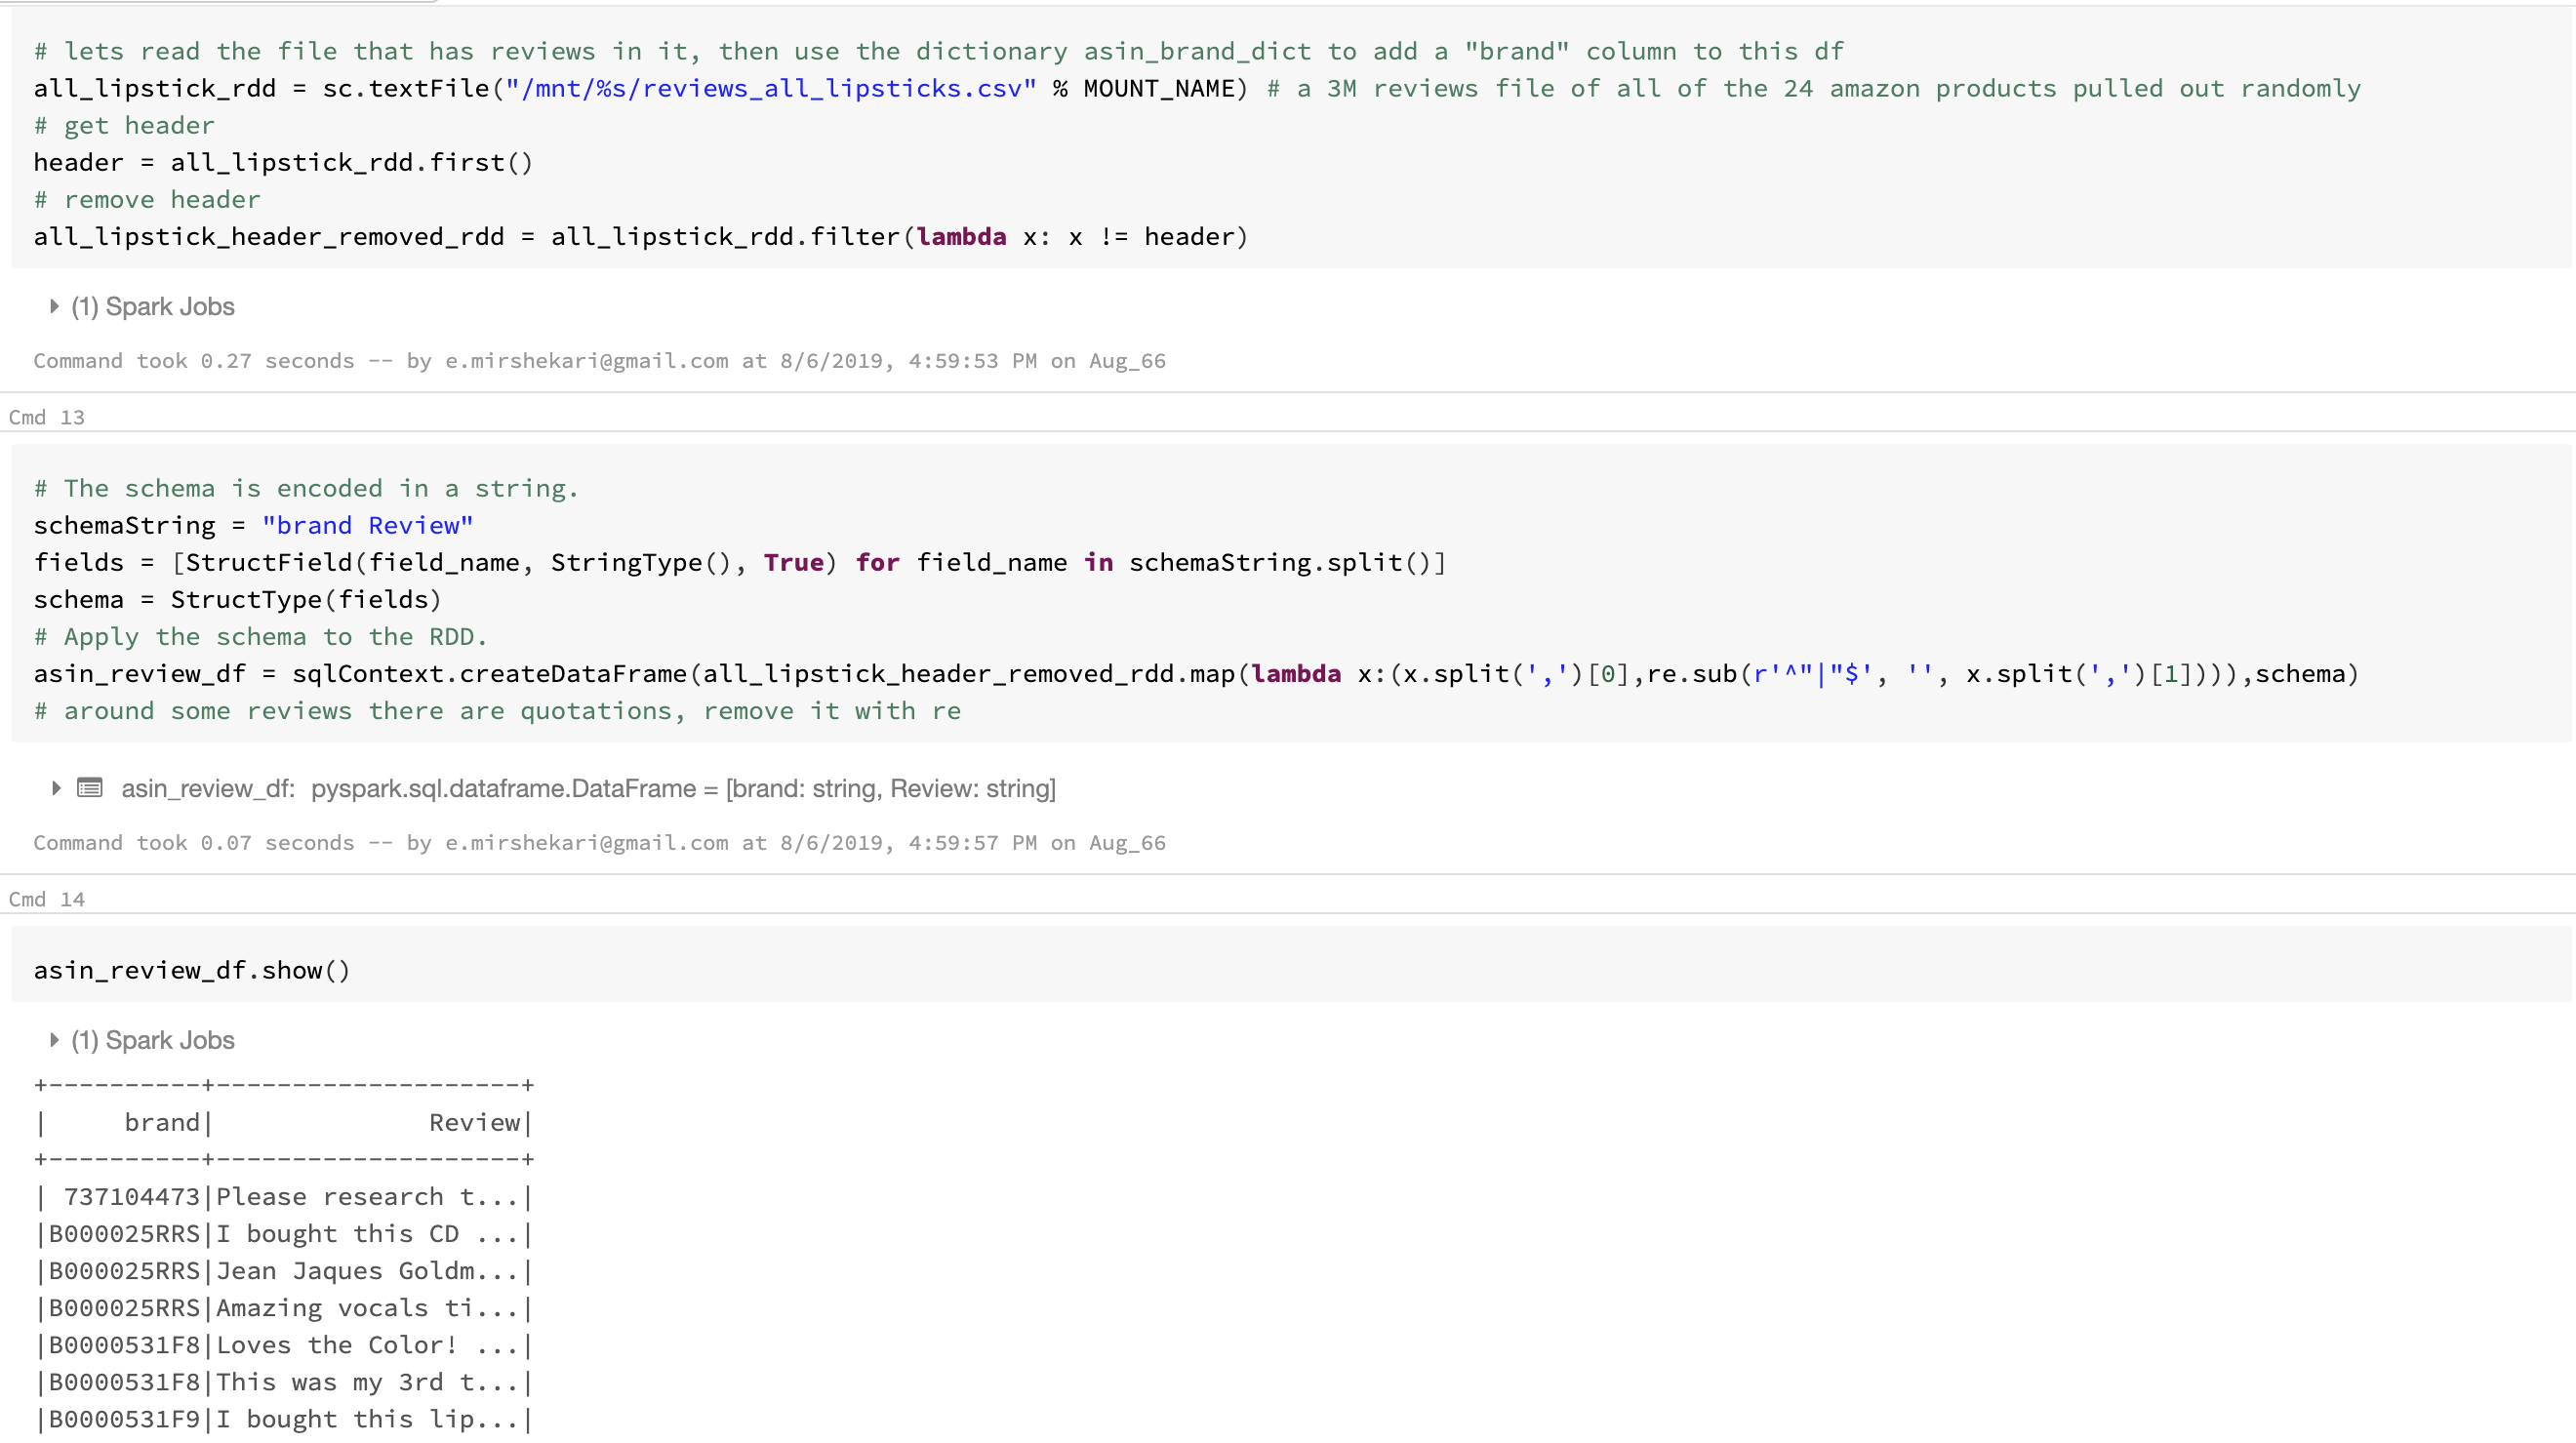 # lets read the file that has reviews in it, then use the dictionary asin_brand_dict to add a "brand" column to this df
all_lipstick_rdd = sc.textFile("/mnt/%s/reviews_all_lipsticks.csv" % MOUNT_NAME) # a 3M reviews file of all of the 24 amazon products pulled out randomly
# get header
header = all_lipstick_rdd.first()
# remove header
all_lipstick_header_removed_rdd = all_lipstick_rdd.filter(lambda x: x != header)
(1) Spark Jobs
Command took 0.27 seconds -- by e.mirshekari@gmail.com at 8/6/2019, 4:59:53 PM on Aug_66
Cmd 13
# The schema is encoded in a string.
schemaString = "brand Review"
fields = [StructField(field_name, StringType(), True) for field_name in schemaString.split()]
schema = StructType(fields)
# Apply the schema to the RDD.
asin_review_df = sqlContext.createDataFrame(all_lipstick_header_removed_rdd.map(lambda x:(x.split(',')[0],re.sub(r'^"|"$', '', x.split(',')[1]))),schema)
# around some reviews there are quotations, remove it with re
asin_review_df: pyspark.sql.dataframe.DataFrame = [brand: string, Review: string]
Command took 0.07 seconds -- by e.mirshekari@gmail.com at 8/6/2019, 4:59:57 PM on Aug_66
Cmd 14
asin_review_df.show()
(1) Spark Jobs
+----------+--------------------+
|     brand|              Review|
+----------+--------------------+
| 737104473|Please research t...|
|B000025RRS|I bought this CD ...|
|B000025RRS|Jean Jaques Goldm...|
|B000025RRS|Amazing vocals ti...|
|B0000531F8|Loves the Color! ...|
|B0000531F8|This was my 3rd t...|
|B0000531F9|I bought this lip...|